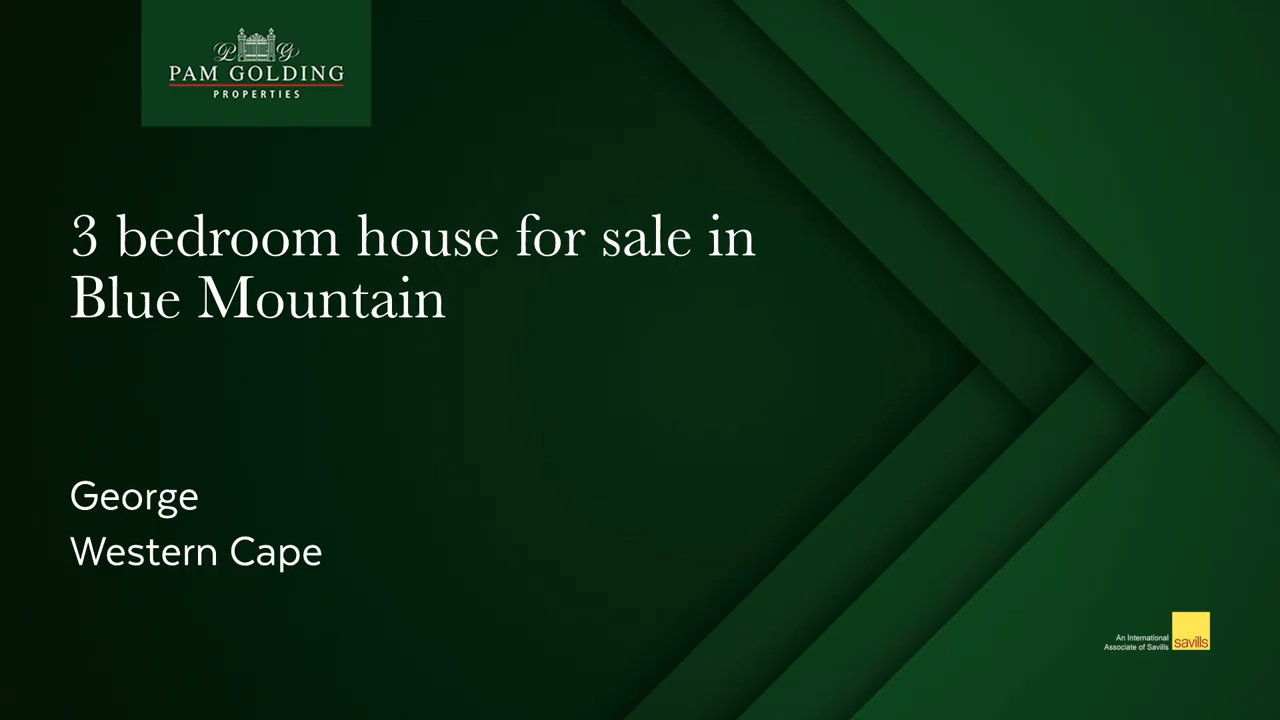 P G
PAM GOLDING
PROPERTIES
3 bedroom house for sale in
Blue Mountain
George
Western Cape
An International
Associate of Savills
savills